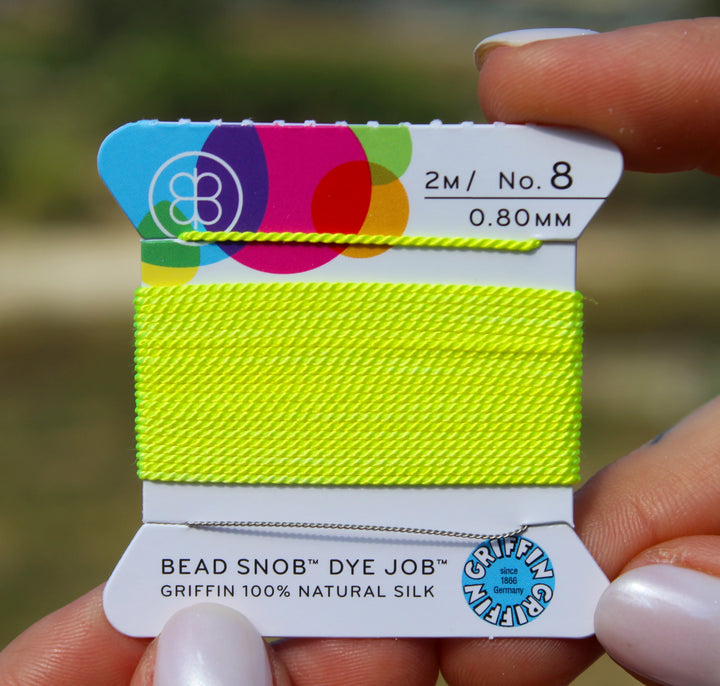 2M / No. 8
0.80MM
BEAD SNOB™ DYE JOB™
GRIFFIN 100% NATURAL SILK
GRIFFIN GRIFFIN
since
1866
Germany